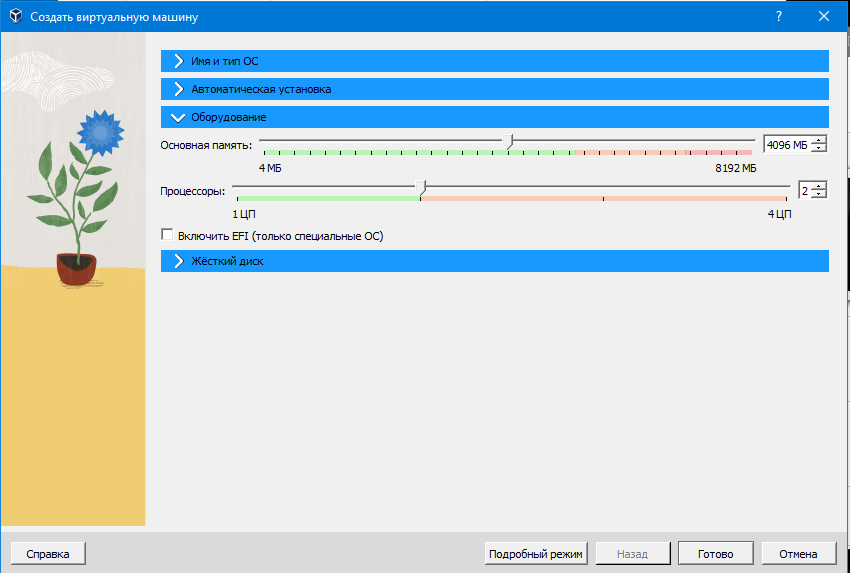 Создать виртуальную машину
Имя и тип ОС
Автоматическая установка
Оборудование
Основная память: 4096 МБ
4 МБ 8192 МБ
Процессоры: 2
1 ЦП 4 ЦП
Включить EFI (только специальные ОС)
Жёсткий диск
Справка Подробный режим Назад Готово Отмена